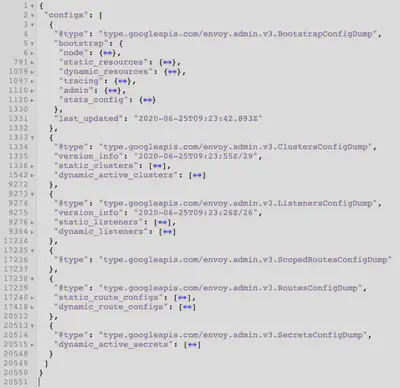 1 ▾ {
2 ▾ "configs": [
3 ▾ {
4 "@type": "type.googleapis.com/envoy.admin.v3.BootstrapConfigDump",
5 ▾ "bootstrap": {
6 ▸ "node": {↔},
791 ▸ "static_resources": {↔},
1079 ▸ "dynamic_resources": {↔},
1097 ▸ "tracing": {↔},
1110 ▸ "admin": {↔},
1120 ▸ "stats_config": {↔}
1330 },
1331 "last_updated": "2020-06-25T09:23:42.893Z"
1332 },
1333 ▾ {
1334 "@type": "type.googleapis.com/envoy.admin.v3.ClustersConfigDump",
1335 "version_info": "2020-06-25T09:23:55Z/29",
1336 ▸ "static_clusters": [↔],
1542 ▸ "dynamic_active_clusters": [↔]
9272 },
9273 ▾ {
9274 "@type": "type.googleapis.com/envoy.admin.v3.ListenersConfigDump",
9275 "version_info": "2020-06-25T09:23:26Z/26",
9276 ▸ "static_listeners": [↔],
9384 ▸ "dynamic_listeners": [↔]
17234 },
17235 ▾ {
17236 "@type": "type.googleapis.com/envoy.admin.v3.ScopedRoutesConfigDump"
17237 },
17238 ▾ {
17239 "@type": "type.googleapis.com/envoy.admin.v3.RoutesConfigDump",
17240 ▸ "static_route_configs": [↔],
17418 ▸ "dynamic_route_configs": [↔]
20512 },
20513 ▾ {
20514 "@type": "type.googleapis.com/envoy.admin.v3.SecretsConfigDump",
20515 ▸ "dynamic_active_secrets": [↔]
20548 }
20549 ]
20550 }
20551